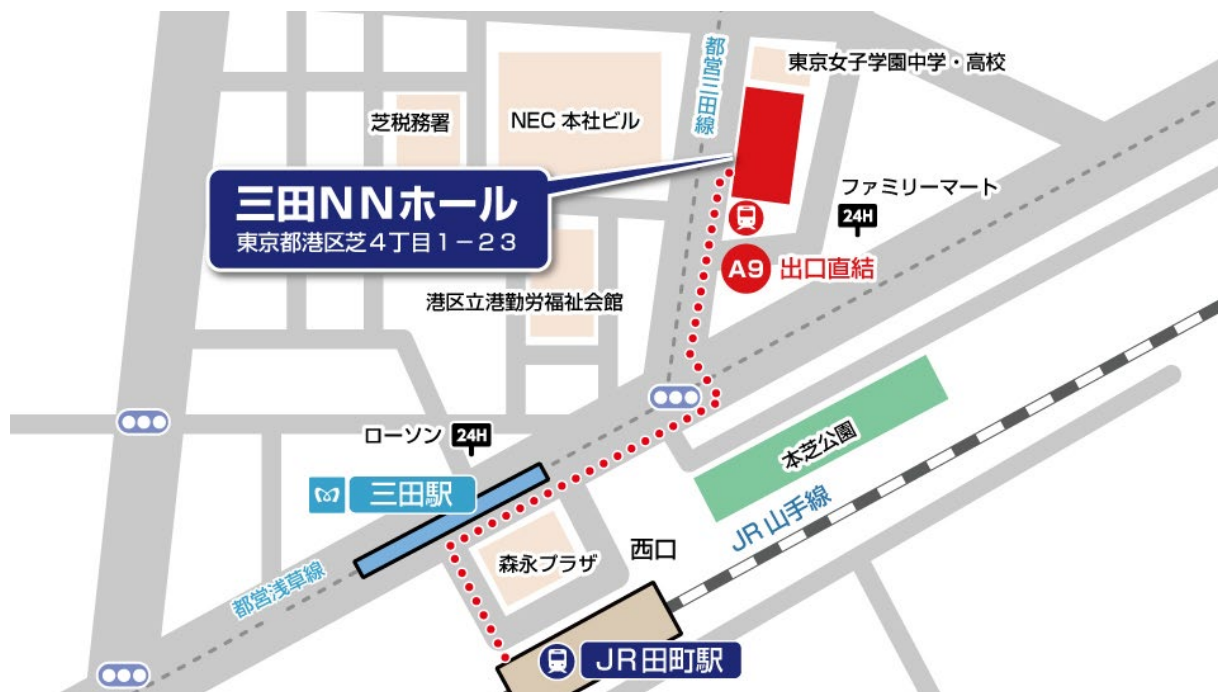 都営三田線
東京女子学園中学・高校
芝税務署
NEC 本社ビル
三田NNホール
東京都港区芝4丁目1-23
ファミリーマート
24H
A9 出口直結
港区立港勤労福祉会館
ローソン 24H
本芝公園
三田駅
JR 山手線
西口
森永プラザ
都営浅草線
JR田町駅